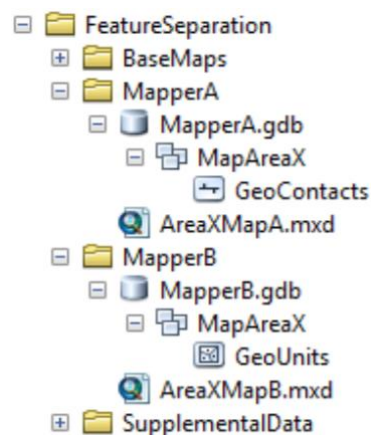 FeatureSeparation
BaseMaps
MapperA
MapperA.gdb
MapAreaX
GeoContacts
AreaXMapA.mxd
MapperB
MapperB.gdb
MapAreaX
GeoUnits
AreaXMapB.mxd
SupplementalData